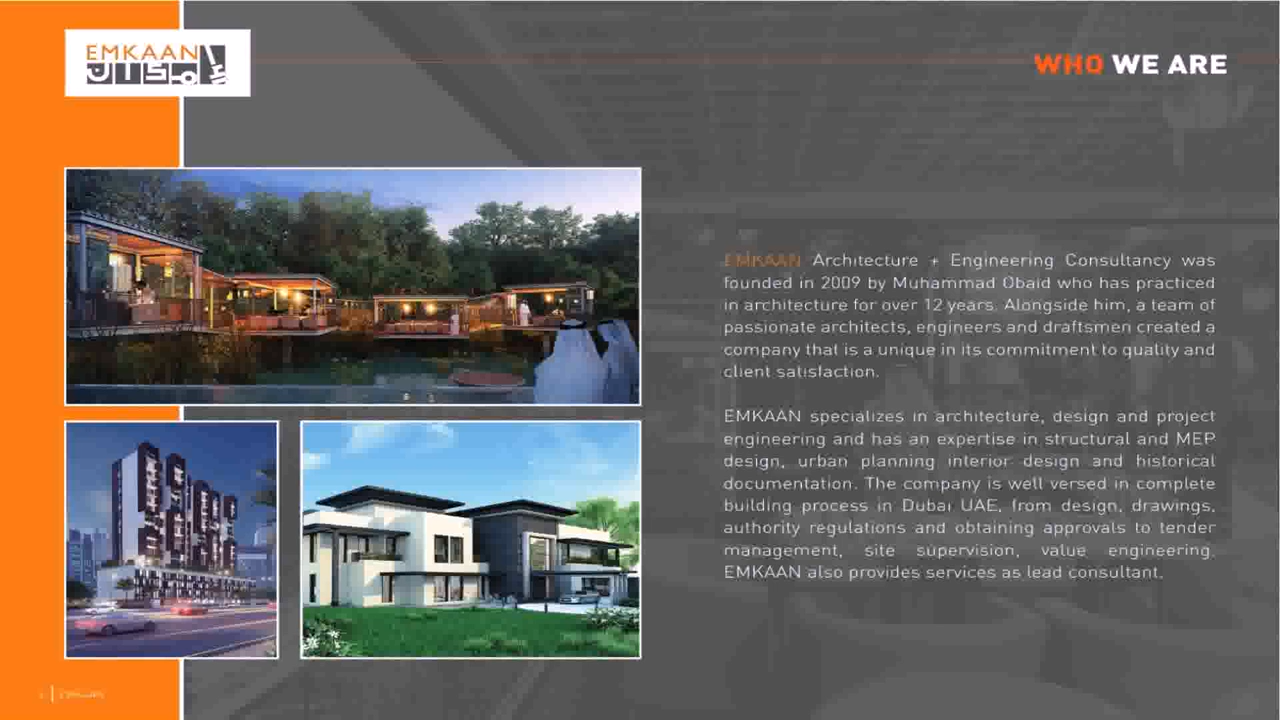 EMKAAN
إمكان
WHO WE ARE
EMKAAN Architecture + Engineering Consultancy was
founded in 2009 by Muhammad Obaid who has practiced
in architecture for over 12 years. Alongside him, a team of
passionate architects, engineers and draftsmen created a
company that is a unique in its commitment to quality and
client satisfaction.
EMKAAN specializes in architecture, design and project
engineering and has an expertise in structural and MEP
design, urban planning interior design and historical
documentation. The company is well versed in complete
building process in Dubai UAE, from design, drawings,
authority regulations and obtaining approvals to tender
management, site supervision, value engineering.
EMKAAN also provides services as lead consultant.